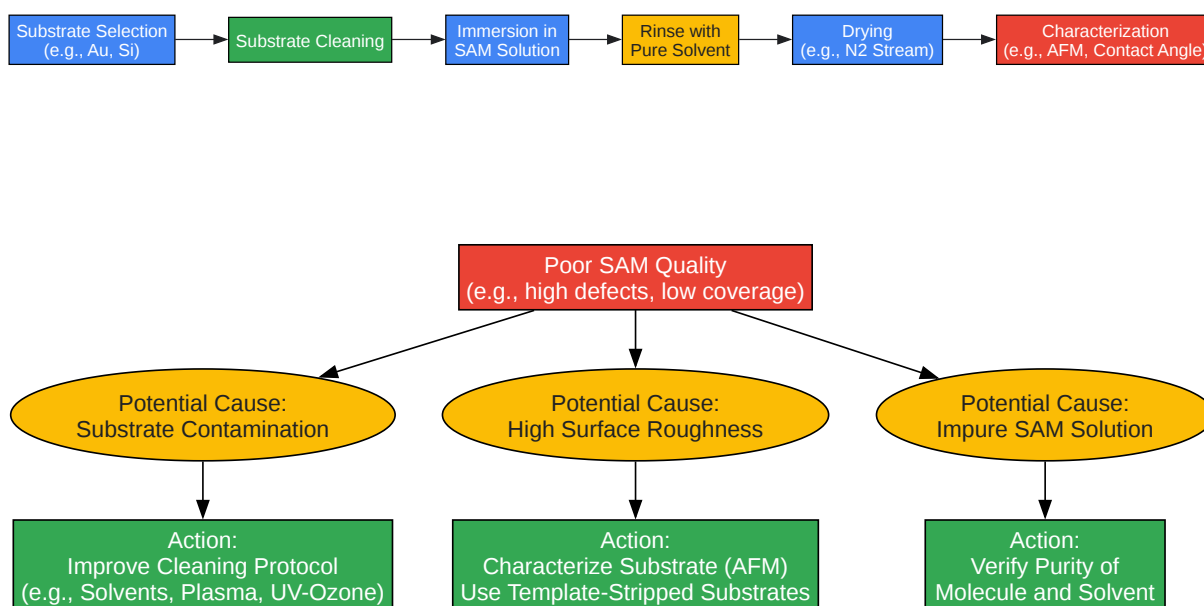 Substrate Selection
(e.g., Au, Si)
Substrate Cleaning
Immersion in
SAM Solution
Rinse with
Pure Solvent
Drying
(e.g., N2 Stream)
Characterization
(e.g., AFM, Contact Angle)
Poor SAM Quality
(e.g., high defects, low coverage)
Potential Cause:
Substrate Contamination
Potential Cause:
High Surface Roughness
Potential Cause:
Impure SAM Solution
Action:
Improve Cleaning Protocol
(e.g., Solvents, Plasma, UV-Ozone)
Action:
Characterize Substrate (AFM)
Use Template-Stripped Substrates
Action:
Verify Purity of
Molecule and Solvent